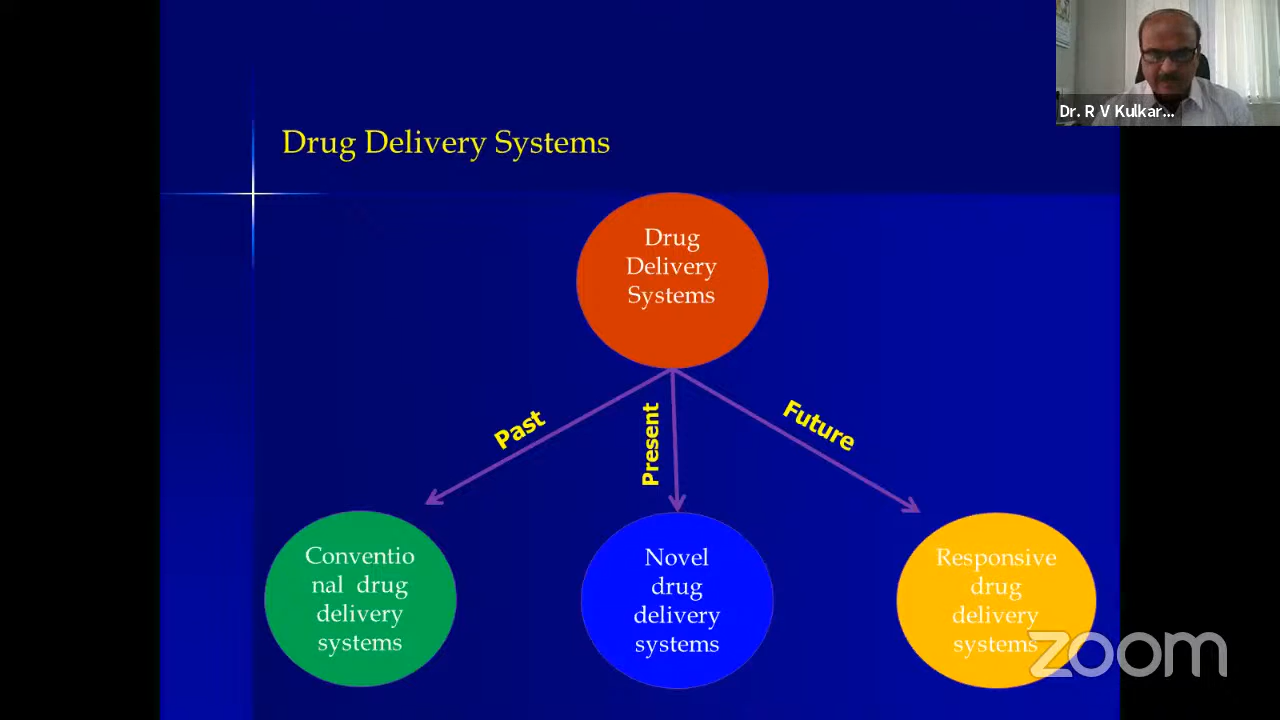 Dr. R V Kulkar...
Drug Delivery Systems
Drug
Delivery
Systems
Past
Present
Future
Conventio
nal drug
delivery
systems
Novel
drug
delivery
systems
Responsive
drug
delivery
systems
zoom